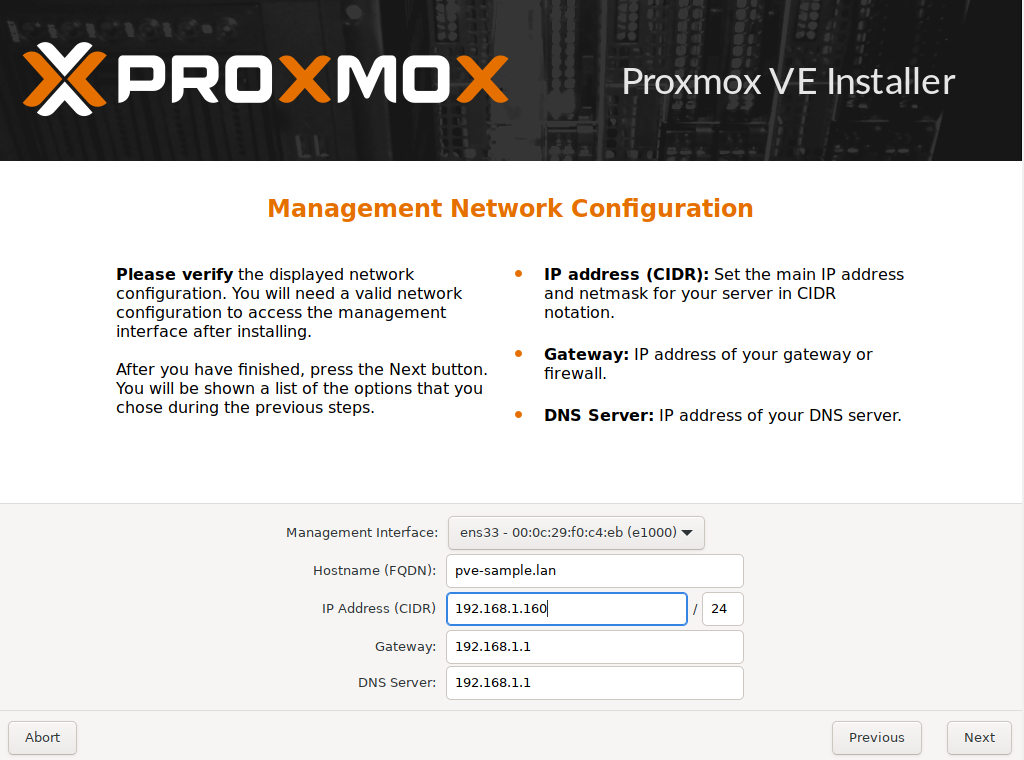 PROXMOX
Proxmox VE Installer
Management Network Configuration
Please verify the displayed network
configuration. You will need a valid network
configuration to access the management
interface after installing.
After you have finished, press the Next button.
You will be shown a list of the options that you
chose during the previous steps.
IP address (CIDR): Set the main IP address
and netmask for your server in CIDR
notation.
Gateway: IP address of your gateway or
firewall.
DNS Server: IP address of your DNS server.
Management Interface: ens33 - 00:0c:29:f0:c4:eb (e1000)
Hostname (FQDN): pve-sample.lan
IP Address (CIDR) 192.168.1.160 / 24
Gateway: 192.168.1.1
DNS Server: 192.168.1.1
Abort Previous Next